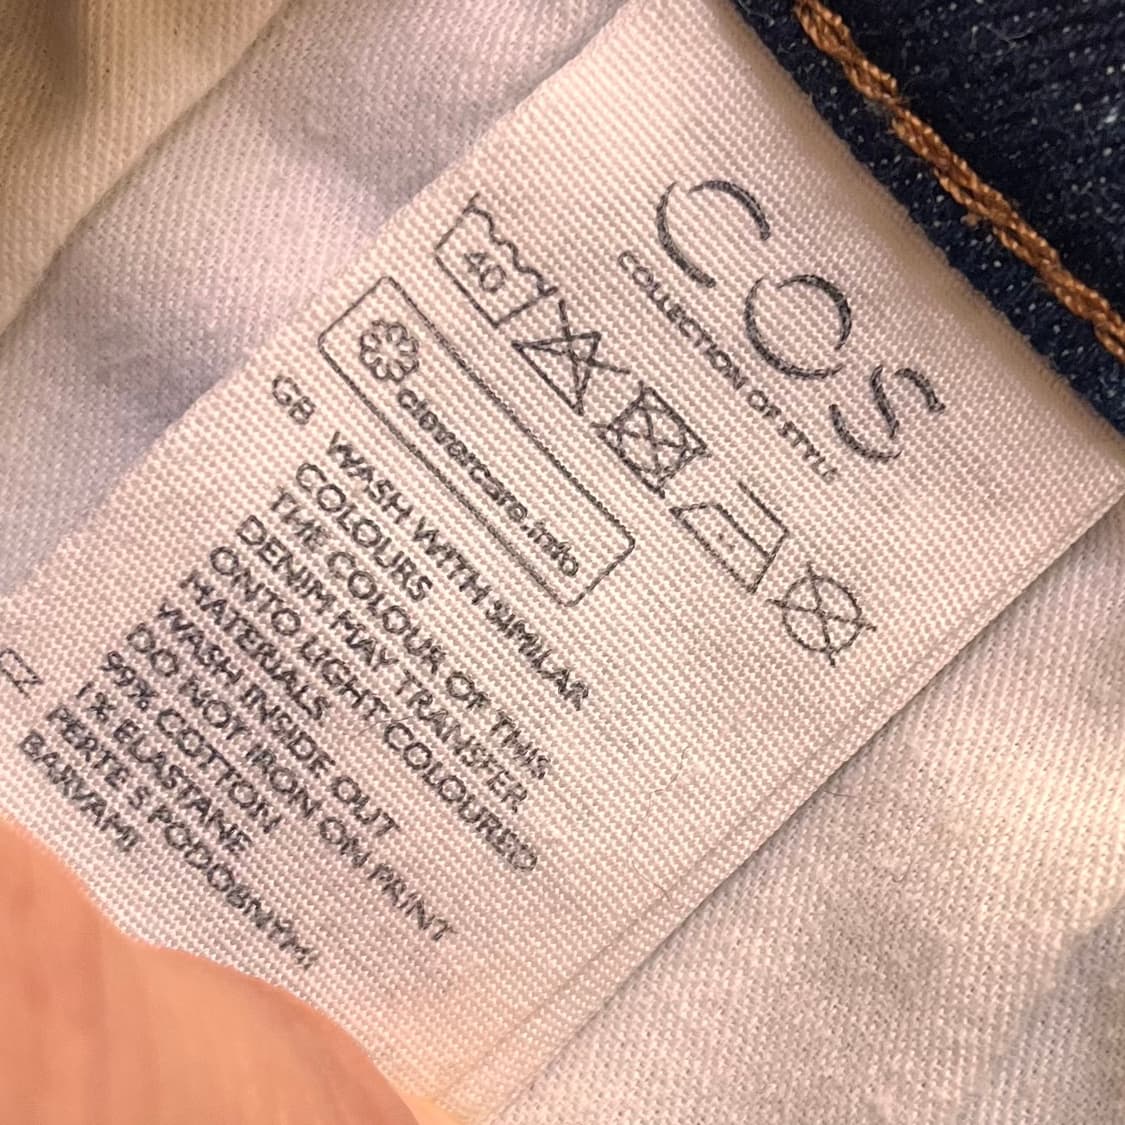 COS
COLLECTION OF STYLE
40
clevercare.info
GB
WASH WITH SIMILAR
COLOURS
THE COLOUR OF THIS
DENIM MAY TRANSFER
ONTO LIGHT COLOURED
MATERIALS
WASH INSIDE OUT
DO NOT IRON ON PRINT
99% COTTON
1% ELASTANE
CZ
PERTE S PODOBNÝMI
BARVAMI